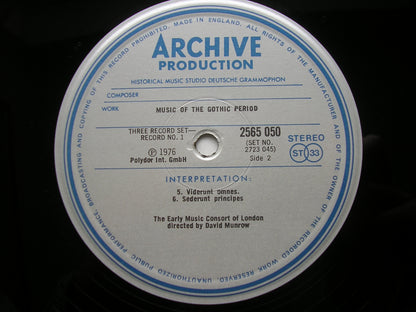 MADE IN ENGLAND. ALL RIGHTS OF THE MANUFACTURER AND OF THE OWNER OF THE RECORDED WORK RESERVED. UNAUTHORIZED PUBLIC PERFORMANCE, BROADCASTING AND COPYING OF THIS RECORD PROHIBITED.
ARCHIVE
PRODUCTION
HISTORICAL MUSIC STUDIO DEUTSCHE GRAMMOPHON
COMPOSER
WORK MUSIC OF THE GOTHIC PERIOD
THREE RECORD SET—
RECORD NO. 1
℗ 1976
Polydor Int. GmbH
2565 050
(SET NO.
2723 045)
Side 2
STEREO
ST 33
INTERPRETATION:
5. Viderunt omnes.
6. Sederunt principes
The Early Music Consort of London
directed by David Munrow